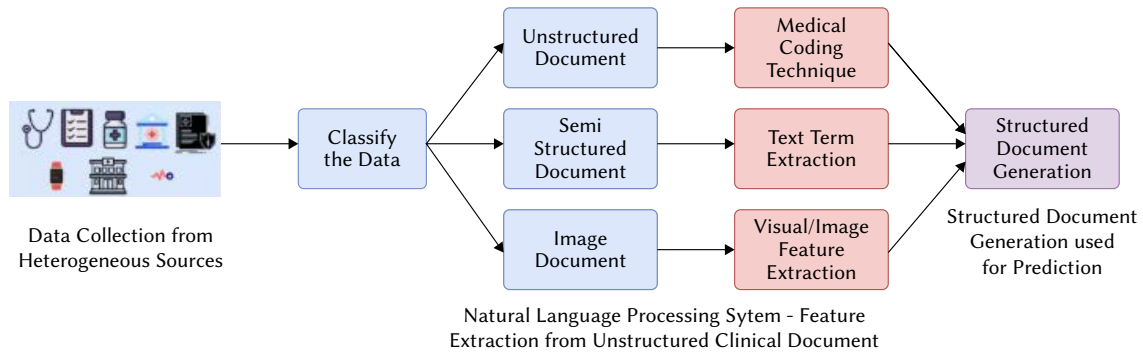 Data Collection from
Heterogeneous Sources
Classify
the Data
Unstructured
Document
Semi
Structured
Document
Image
Document
Medical
Coding
Technique
Text Term
Extraction
Visual/Image
Feature
Extraction
Natural Language Processing Sytem - Feature
Extraction from Unstructured Clinical Document
Structured
Document
Generation
Structured Document
Generation used
for Prediction